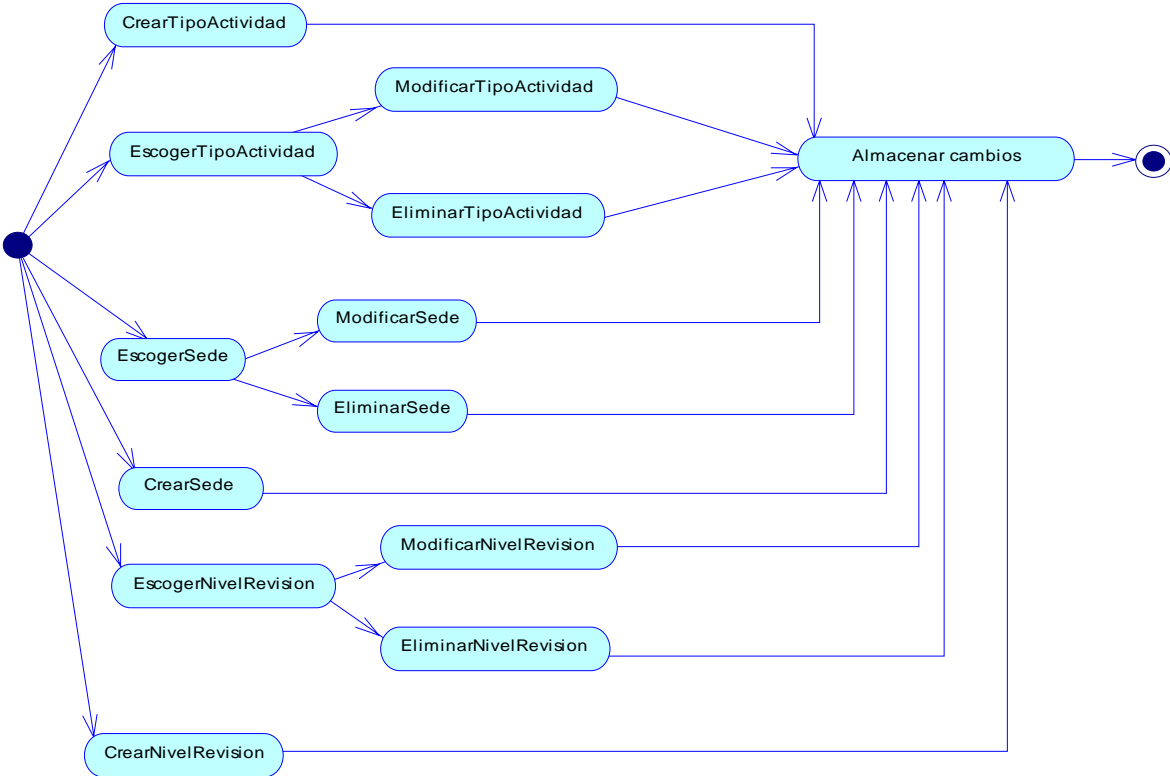 CrearTipoActividad
ModificarTipoActividad
EscogerTipoActividad
Almacenar cambios
EliminarTipoActividad
ModificarSede
EscogerSede
EliminarSede
CrearSede
ModificarNivelRevision
EscogerNivelRevision
EliminarNivelRevision
CrearNivelRevision